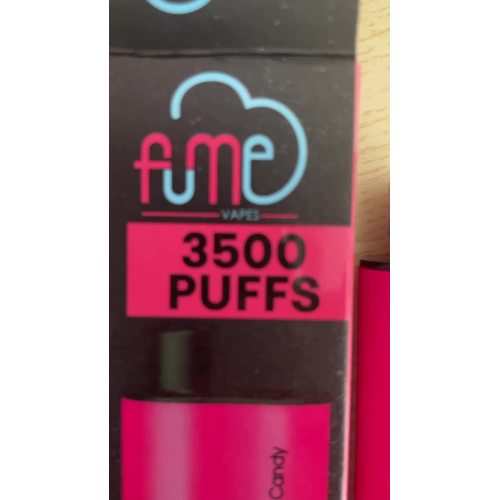 fume
VAPES
3500
PUFFS
Candy